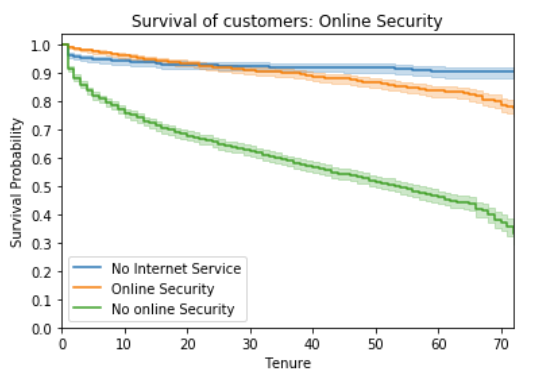 Survival of customers: Online Security
Survival Probability
1.0
0.9
0.8
0.7
0.6
0.5
0.4
0.3
0.2
0.1
0.0
No Internet Service
Online Security
No online Security
0 10 20 30 40 50 60 70
Tenure